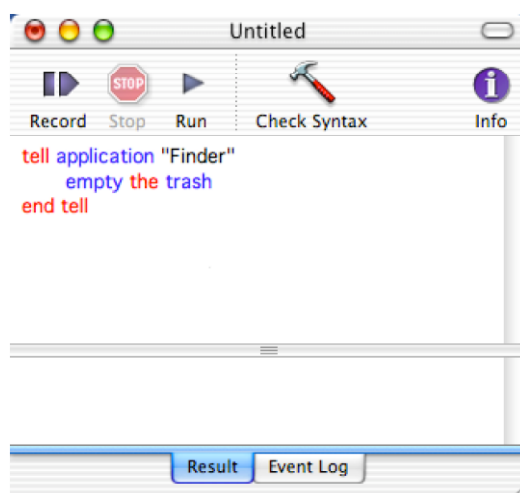 Untitled
STOP
Record Stop Run Check Syntax Info
tell application "Finder"
empty the trash
end tell
Result Event Log